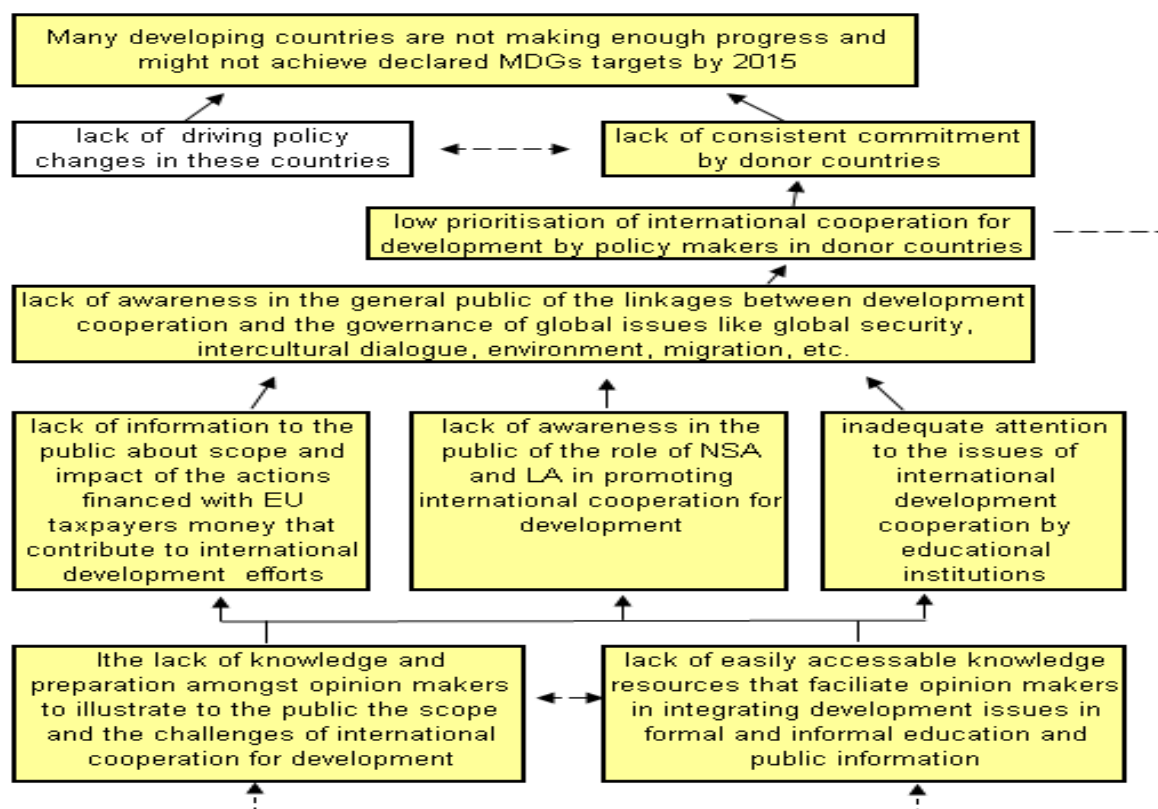 Many developing countries are not making enough progress and
might not achieve declared MDGs targets by 2015
lack of driving policy
changes in these countries
lack of consistent commitment
by donor countries
low prioritisation of international cooperation for
development by policy makers in donor countries
lack of awareness in the general public of the linkages between development
cooperation and the governance of global issues like global security,
intercultural dialogue, environment, migration, etc.
lack of information to the
public about scope and
impact of the actions
financed with EU
taxpayers money that
contribute to international
development efforts
lack of awareness in the
public of the role of NSA
and LA in promoting
international cooperation for
development
inadequate attention
to the issues of
international
development
cooperation by
educational
institutions
lthe lack of knowledge and
preparation amongst opinion makers
to illustrate to the public the scope
and the challenges of international
cooperation for development
lack of easily accessable knowledge
resources that faciliate opinion makers
in integrating development issues in
formal and informal education and
public information